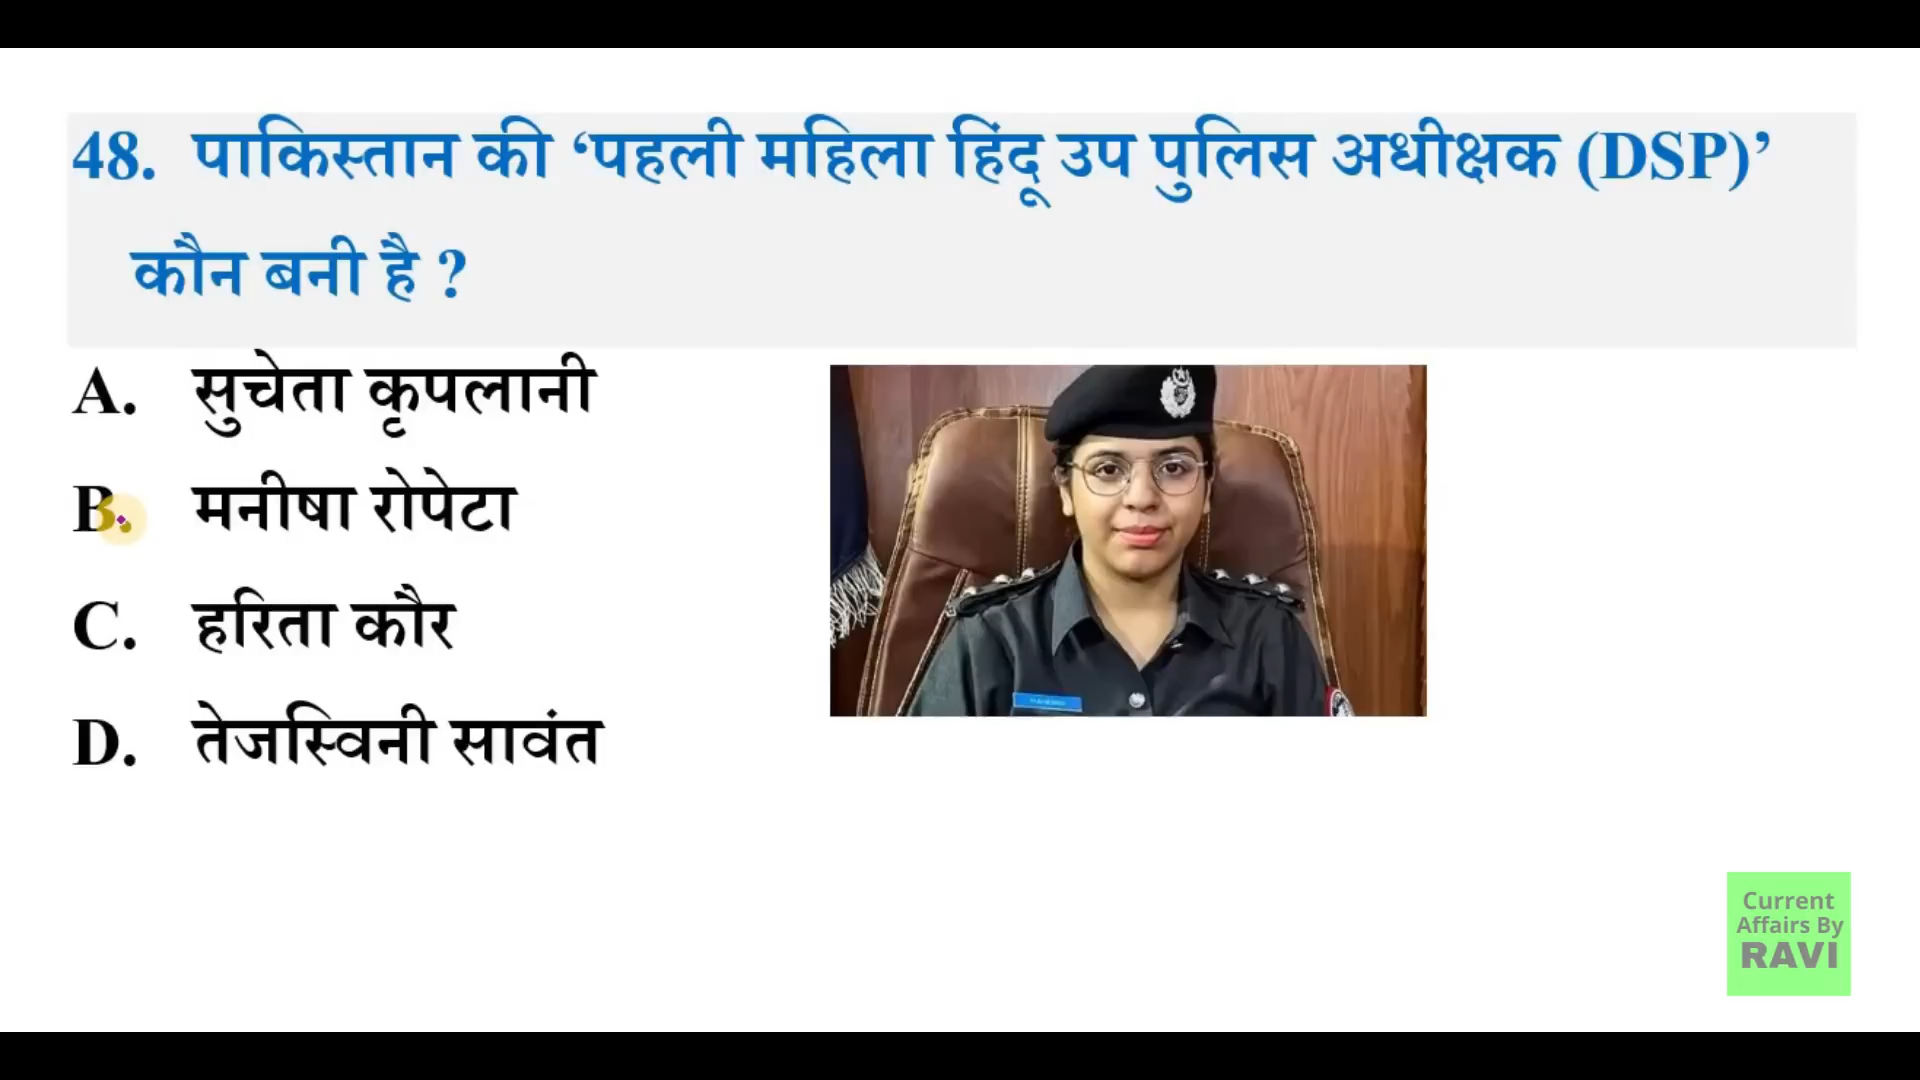 48. पाकिस्तान की ‘पहली महिला हिंदू उप पुलिस अधीक्षक (DSP)’
कौन बनी है ?
A. सुचेता कृपलानी
B. मनीषा रोपेटा
C. हरिता कौर
D. तेजस्विनी सावंत
Current
Affairs By
RAVI